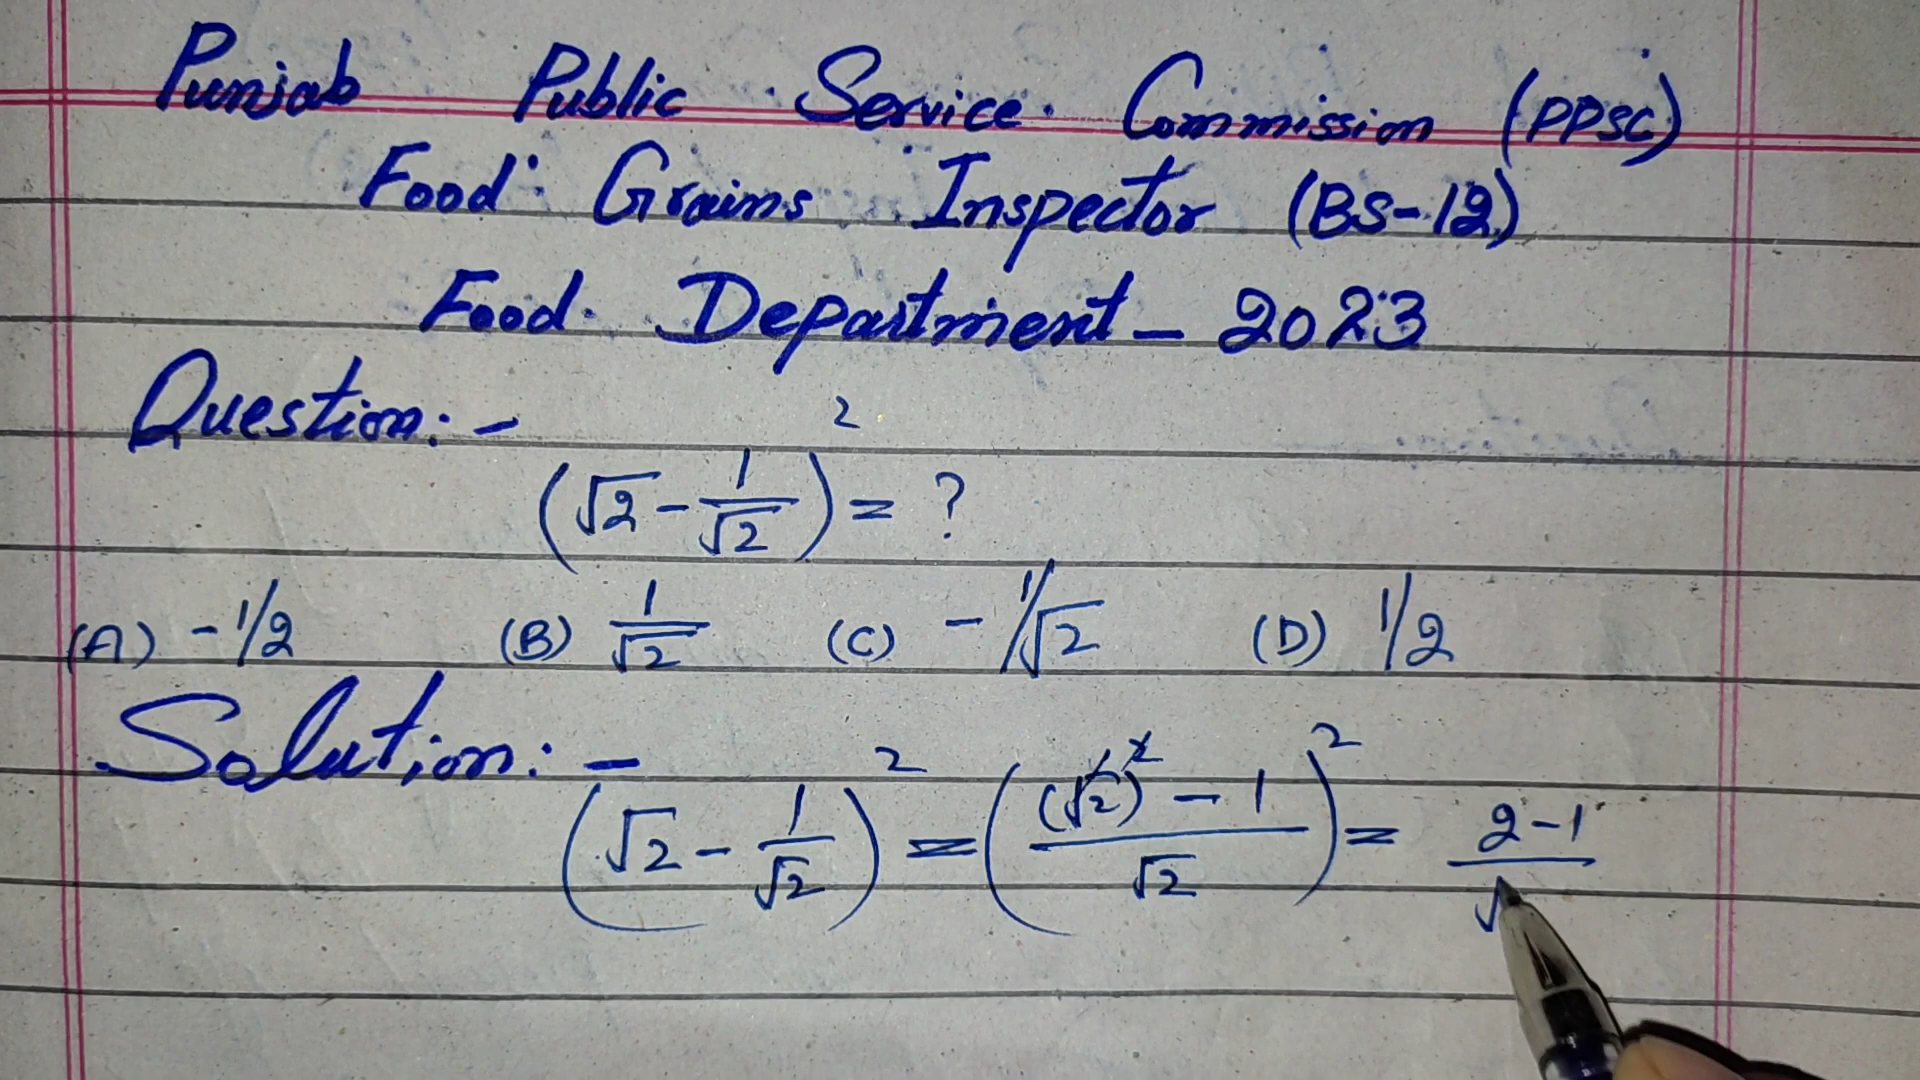 Punjab Public Service Commission (PPSC)
Food Grains Inspector (BS-12)
Food Department - 2023
Question:-
(√2 - 1/√2)² = ?
(A) -1/2 (B) 1/√2 (C) -1/√2 (D) 1/2
Solution:-
(√2 - 1/√2)² = (((√2)² - 1)/√2)² = 2-1/√